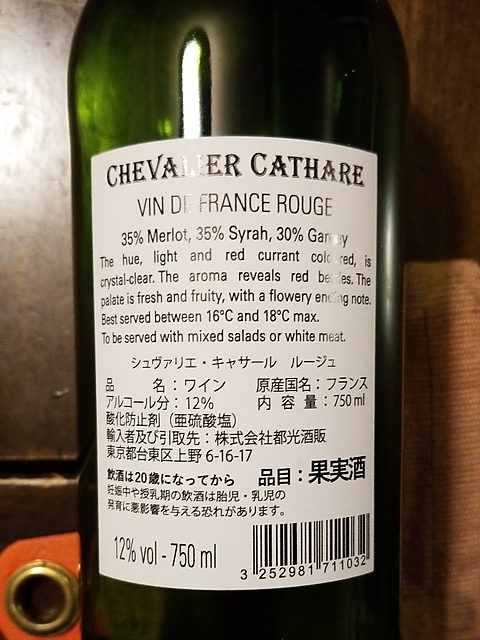 CHEVALIER CATHARE
VIN DE FRANCE ROUGE
35% Merlot, 35% Syrah, 30% Gamay
The hue, light and red currant coloured, is
crystal-clear. The aroma reveals red berries. The
palate is fresh and fruity, with a flowery ending note.
Best served between 16°C and 18°C max.
To be served with mixed salads or white meat.
シュヴァリエ・キャサール ルージュ
品 名：ワイン 原産国名：フランス
アルコール分：12% 内 容 量：750 ml
酸化防止剤（亜硫酸塩）
輸入者及び引取先：株式会社都光酒販
東京都台東区上野 6-16-17
飲酒は20歳になってから 品目：果実酒
妊娠中や授乳期の飲酒は胎児・乳児の
発育に悪影響を与える恐れがあります。
12% vol - 750 ml
3 252981 711032